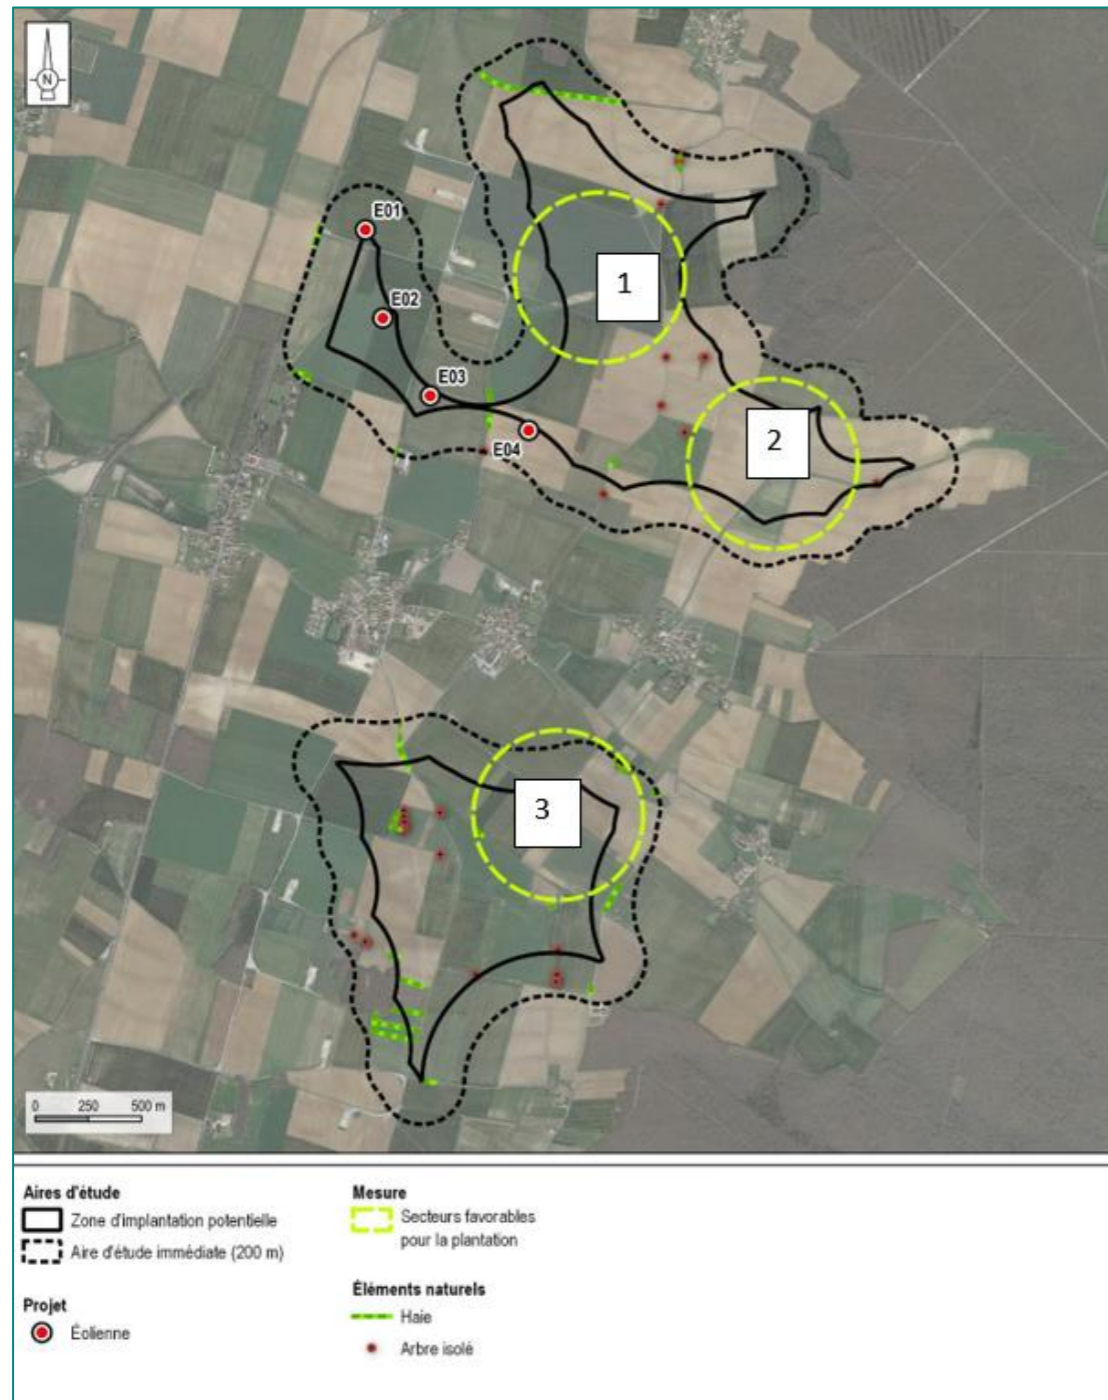 N
E01
E02
E03
E04
1
2
3
0 250 500 m
Aires d'étude
Zone d'implantation potentielle
Aire d'étude immédiate (200 m)
Projet
Éolienne
Mesure
Secteurs favorables
pour la plantation
Éléments naturels
Haie
Arbre isolé